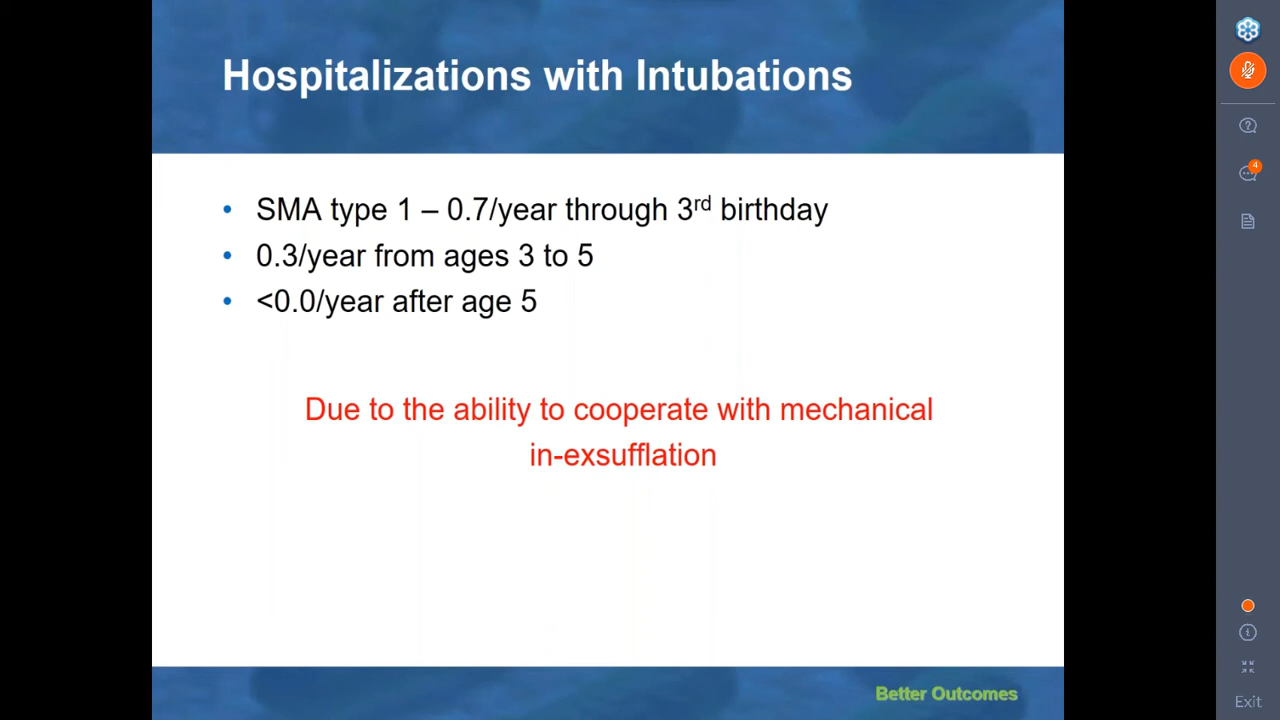 Hospitalizations with Intubations
• SMA type 1 – 0.7/year through 3rd birthday
• 0.3/year from ages 3 to 5
• <0.0/year after age 5
Due to the ability to cooperate with mechanical
in-exsufflation
Better Outcomes
4
Exit